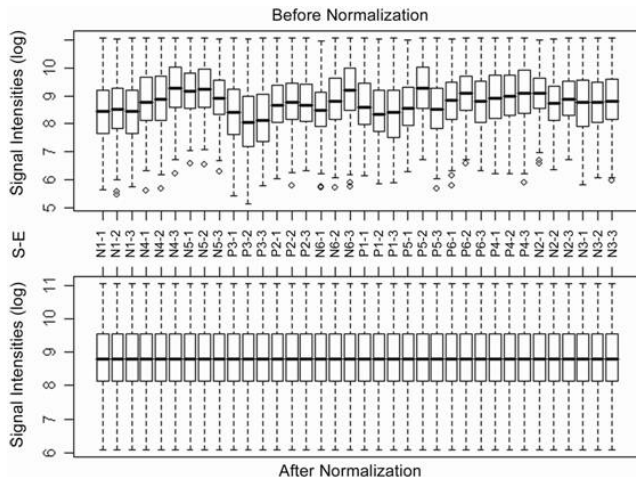 Before Normalization
Signal Intensities (log)
11
10
9
8
7
6
5
S-E
N1-1 N1-2 N1-3 N4-1 N4-2 N4-3 N5-1 N5-2 N5-3 P3-1 P3-2 P3-3 P2-1 P2-2 P2-3 N6-1 N6-2 N6-3 P1-1 P1-2 P1-3 P5-1 P5-2 P5-3 P6-1 P6-2 P6-3 P4-1 P4-2 P4-3 N2-1 N2-2 N2-3 N3-1 N3-2 N3-3
Signal Intensities (log)
11
10
9
8
7
6
After Normalization